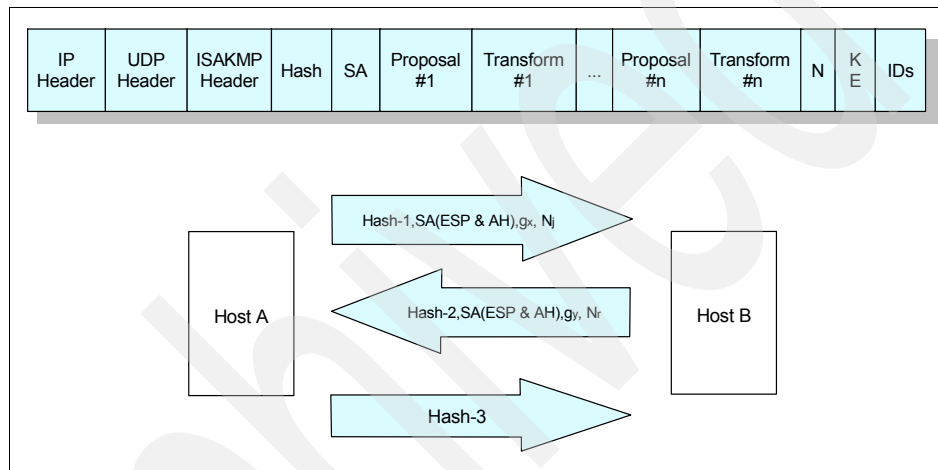 IP
Header
UDP
Header
ISAKMP
Header
Hash
SA
Proposal
#1
Transform
#1
...
Proposal
#n
Transform
#n
N
K
E
IDs
Hash-1,SA(ESP & AH),gx, Nj
Host A
Host B
Hash-2,SA(ESP & AH),gy, Nr
Hash-3